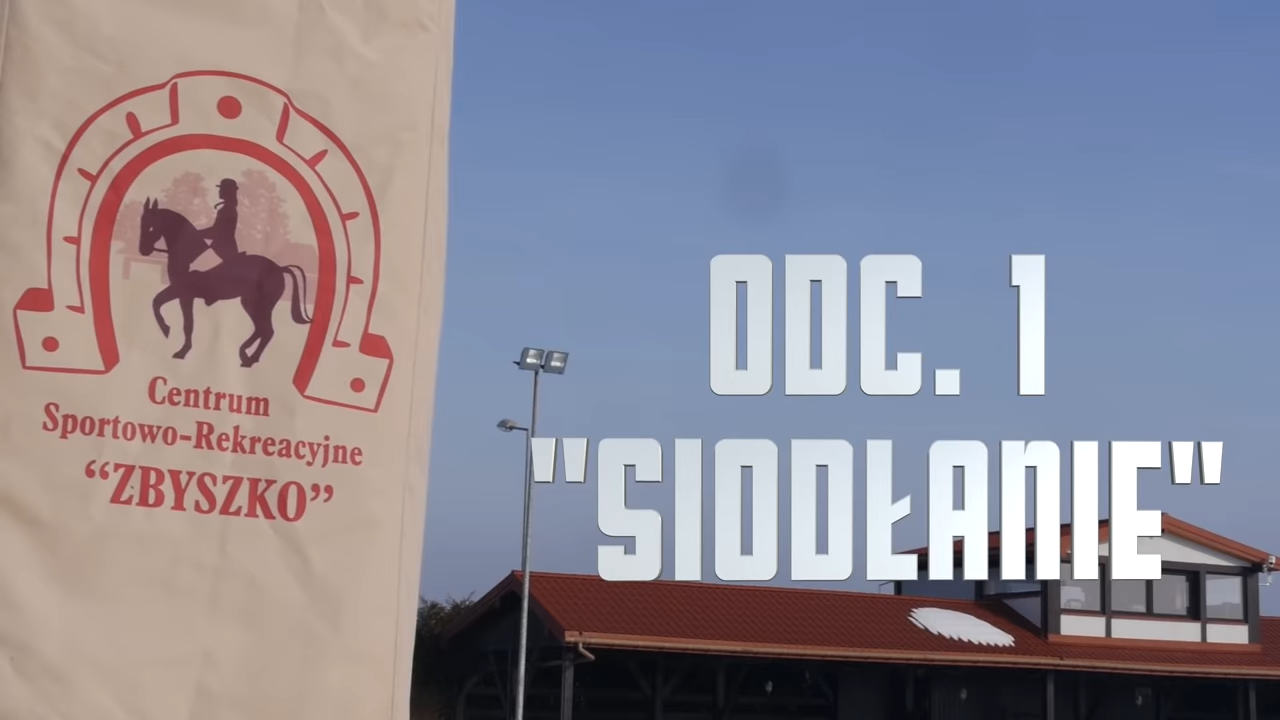 Centrum
Sportowo-Rekreacyjne
“ZBYSZKO”
ODC. 1
"SIODŁANIE"